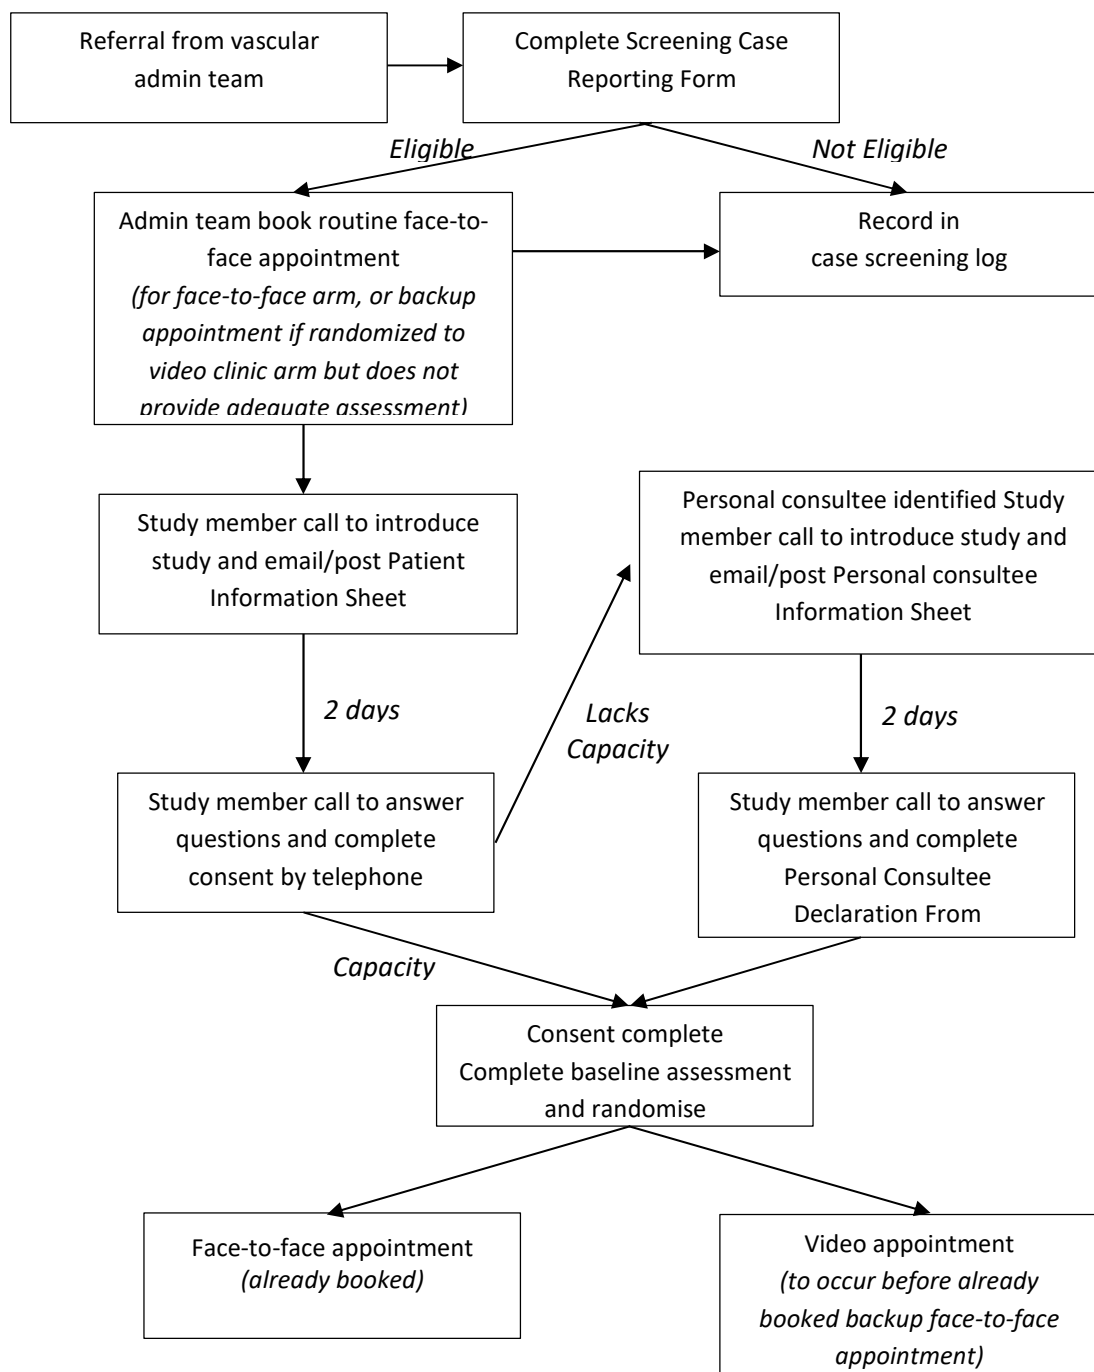 Referral from vascular
admin team
Complete Screening Case
Reporting Form
Eligible
Not Eligible
Admin team book routine face-to-
face appointment
(for face-to-face arm, or backup
appointment if randomized to
video clinic arm but does not
provide adequate assessment)
Record in
case screening log
Study member call to introduce
study and email/post Patient
Information Sheet
Personal consultee identified Study
member call to introduce study and
email/post Personal consultee
Information Sheet
2 days
Lacks
Capacity
2 days
Study member call to answer
questions and complete
consent by telephone
Study member call to answer
questions and complete
Personal Consultee
Declaration From
Capacity
Consent complete
Complete baseline assessment
and randomise
Face-to-face appointment
(already booked)
Video appointment
(to occur before already
booked backup face-to-face
appointment)